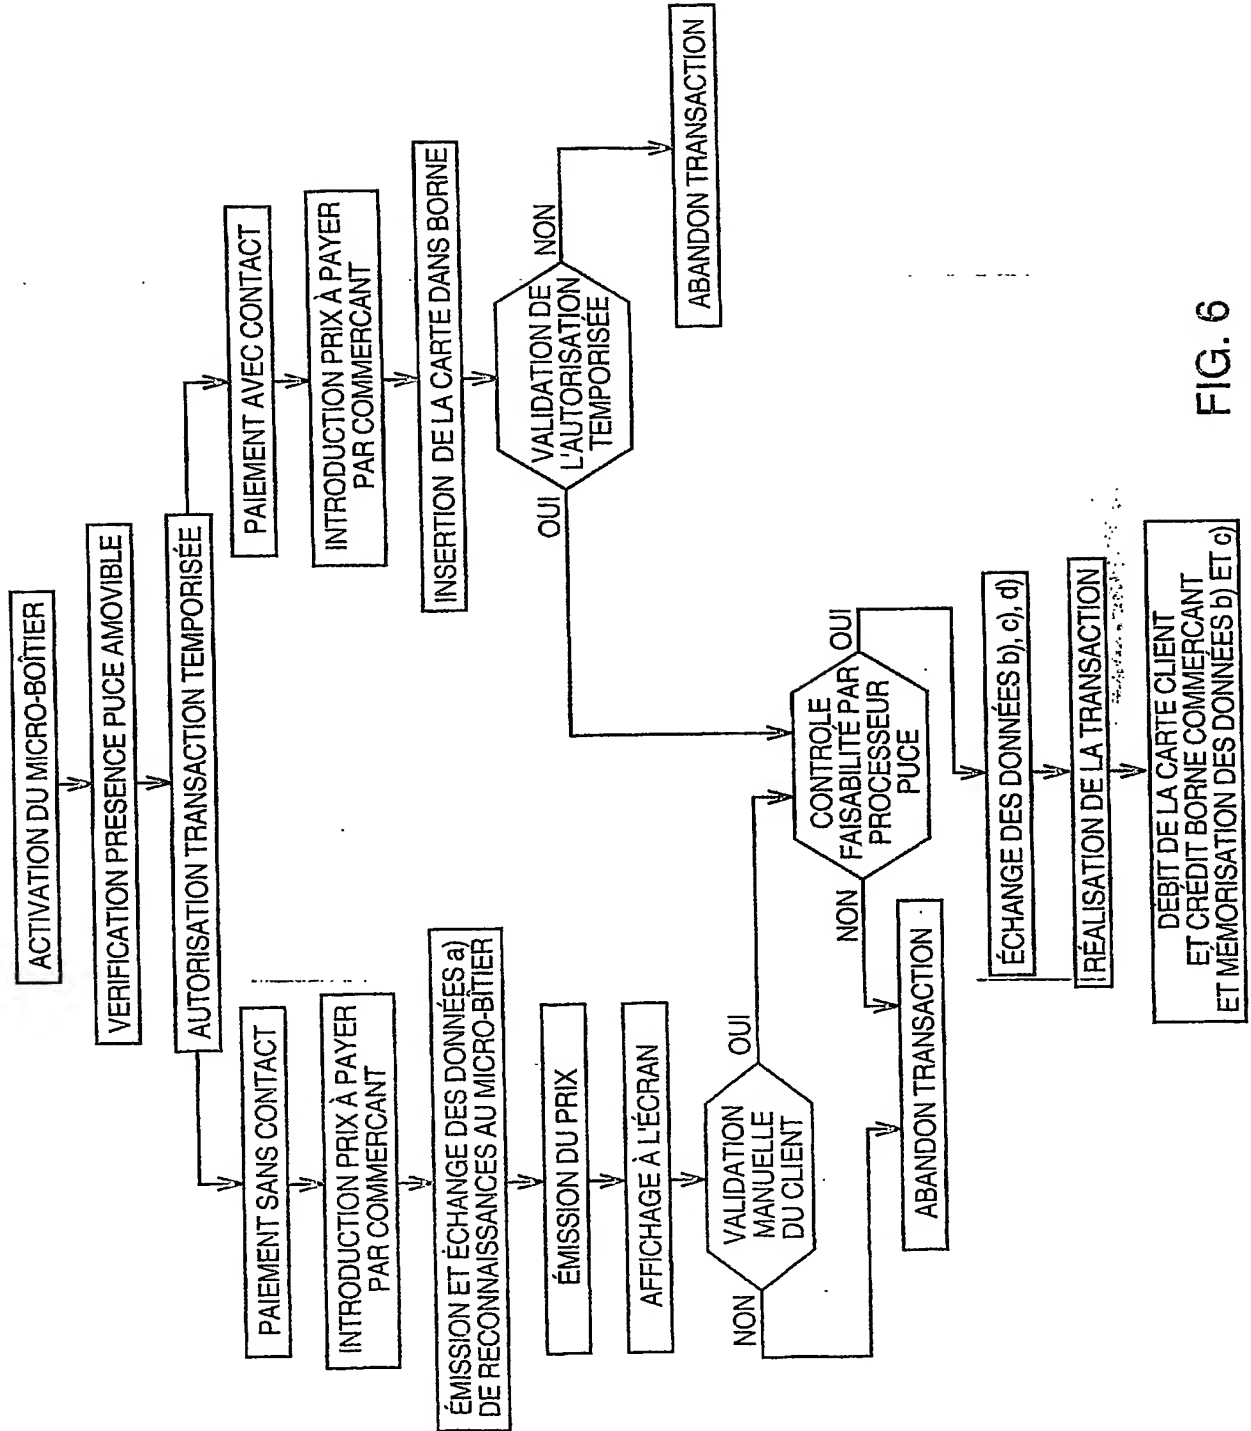 ACTIVATION DU MICRO-BOÎTIER
VERIFICATION PRESENCE PUCE AMOVIBLE
AUTORISATION TRANSACTION TEMPORISÉE
PAIEMENT SANS CONTACT
INTRODUCTION PRIX À PAYER
PAR COMMERCANT
ÉMISSION ET ÉCHANGE DES DONNÉES a)
DE RECONNAISSANCES AU MICRO-BÎTIER
ÉMISSION DU PRIX
AFFICHAGE À L'ÉCRAN
VALIDATION
MANUELLE
DU CLIENT
NON
OUI
ABANDON TRANSACTION
PAIEMENT AVEC CONTACT
INTRODUCTION PRIX À PAYER
PAR COMMERCANT
INSERTION DE LA CARTE DANS BORNE
VALIDATION DE
L'AUTORISATION
TEMPORISÉE
OUI
NON
ABANDON TRANSACTION
CONTROLE
FAISABILITÉ PAR
PROCESSEUR
PUCE
NON
OUI
ÉCHANGE DES DONNÉES b), c), d)
RÉALISATION DE LA TRANSACTION
DÉBIT DE LA CARTE CLIENT
ET CRÉDIT BORNE COMMERCANT
ET MÉMORISATION DES DONNÉES b) ET c)
FIG. 6